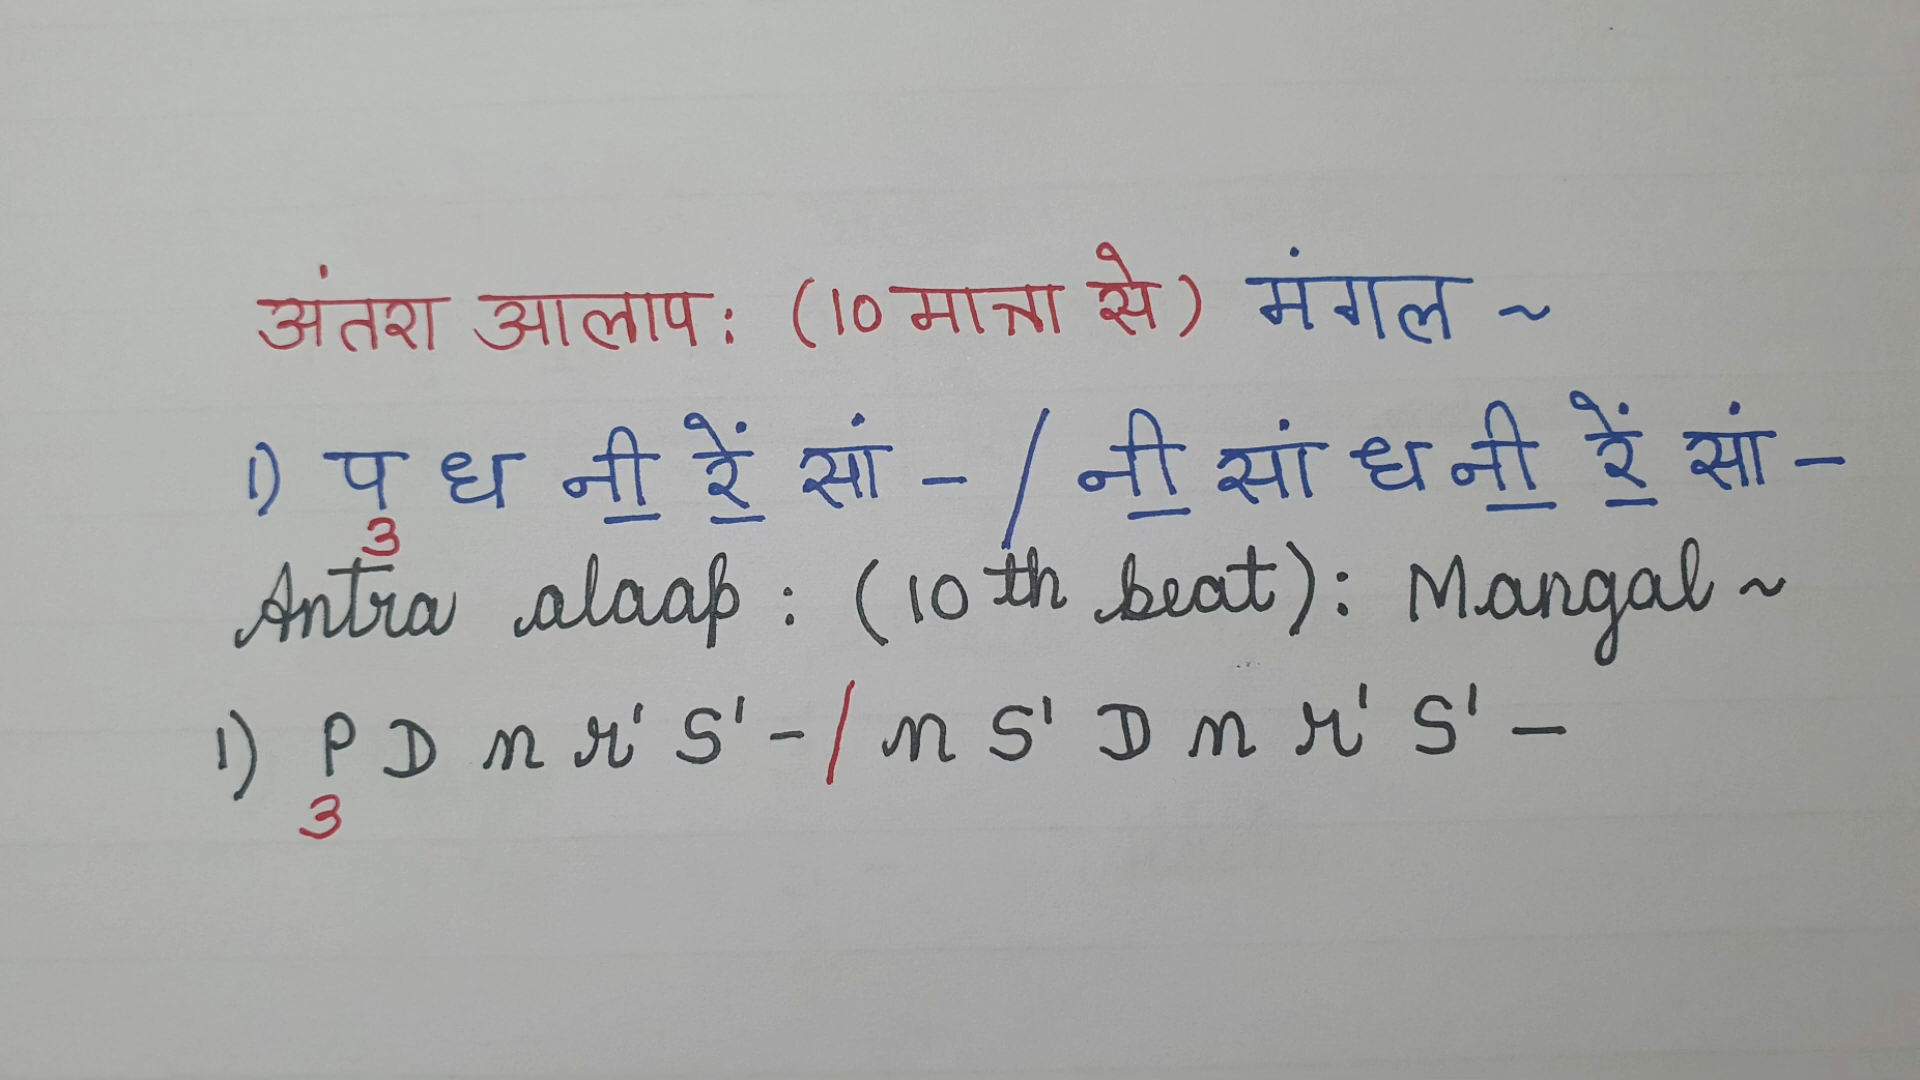 अंतरा आलाप: (10 मात्रा से) मंगल ~
1) प ध नी॒ रें॒ सां - / नी॒ सां ध नी॒ रें॒ सां -
3
Antra alaap : (10th beat): Mangal ~
1) P D n r' S' - / n S' D n r' S' -
3